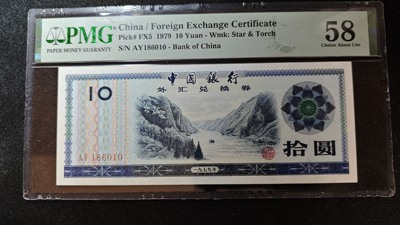 PMG
PAPER MONEY GUARANTY
China / Foreign Exchange Certificate
Pick# FX5 1979 10 Yuan - Wmk: Star & Torch
S/N AY186010 - Bank of China
58
Choice About Unc
中國銀行
外汇兑换券
10
AY 186010
拾圆
一九七九年